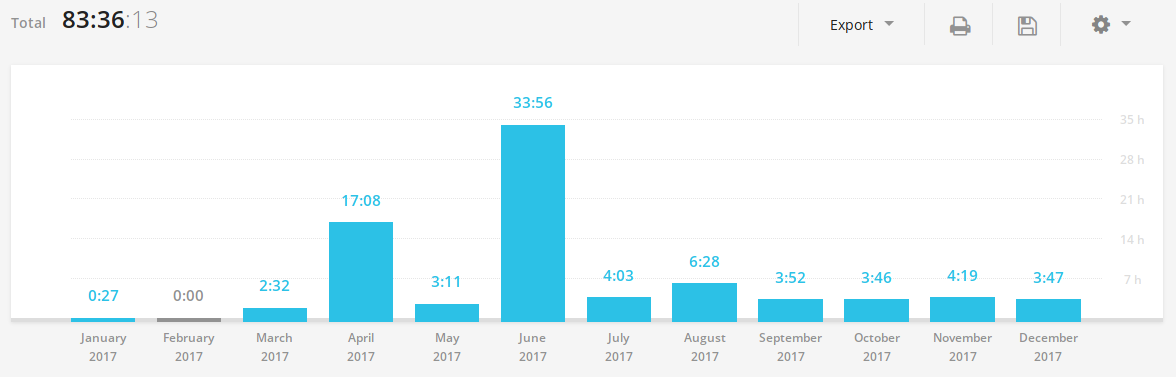 Total 83:36:13 Export
33:56
35 h
28 h
17:08
21 h
14 h
6:28
4:03 4:19
3:11 3:52 3:46 3:47
2:32
7 h
0:27 0:00
January February March April May June July August September October November December
2017 2017 2017 2017 2017 2017 2017 2017 2017 2017 2017 2017